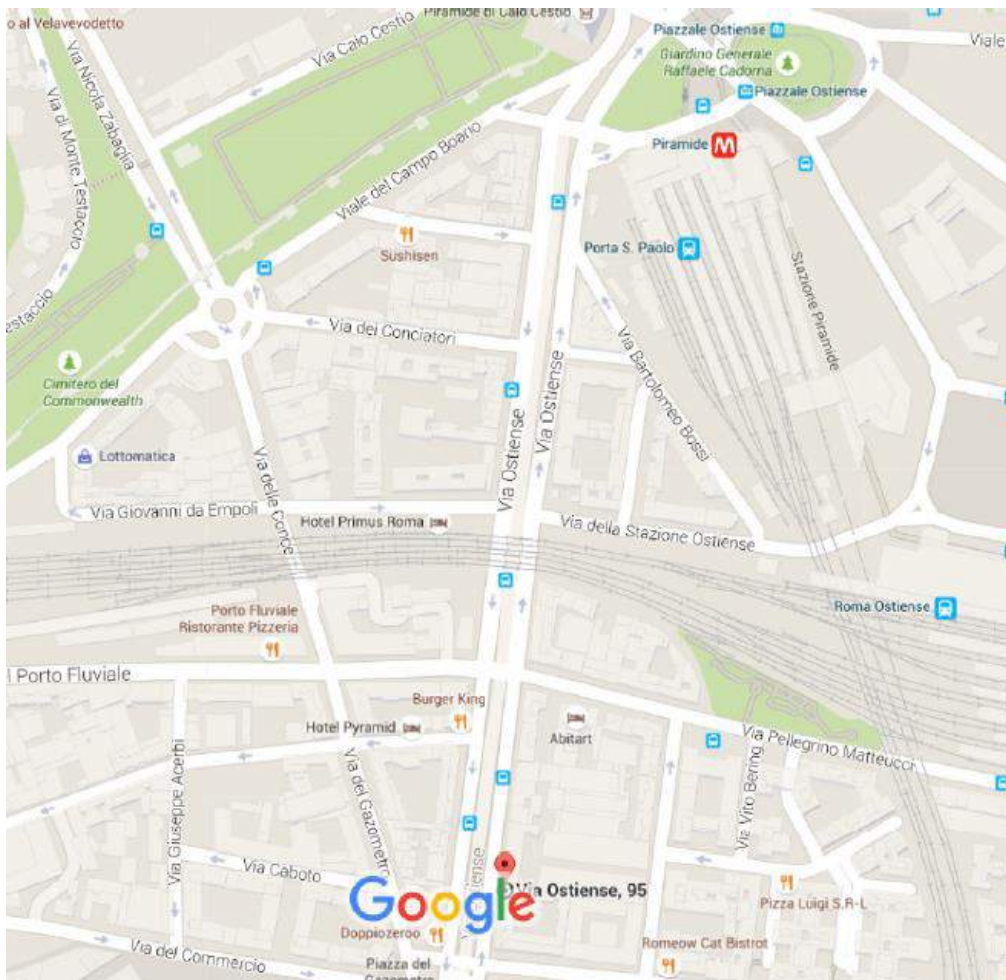 o al Velavevodetto
Piramide di Caio Cestio
Via Caio Cestio
Piazzale Ostiense
Viale
Giardino Generale
Raffaele Cadorna
Piazzale Ostiense
Via Nicola Zabaglia
Via di Monte Testaccio
Piramide
M
Viale del Campo Boario
Sushisen
Porta S. Paolo
Stazione Piramide
estaccio
Via dei Conciatori
Via Bartolomeo Bossi
Cimitero del
Commonwealth
Via Ostiense
Via Ostiense
Lottomatica
Via delle Conce
Via Giovanni da Empoli
Hotel Primus Roma
Via della Stazione Ostiense
Porto Fluviale
Ristorante Pizzeria
Roma Ostiense
l Porto Fluviale
Burger King
Hotel Pyramid
Abitart
Via Pellegrino Matteucci
Via Giuseppe Acerbi
Via del Gazometro
Via Vito Bering
Via Caboto
tiense
Via Ostiense, 95
Google
Pizza Luigi S.R-L
Doppiozeroo
Romeow Cat Bistrot
Via del Commercio
Piazza del